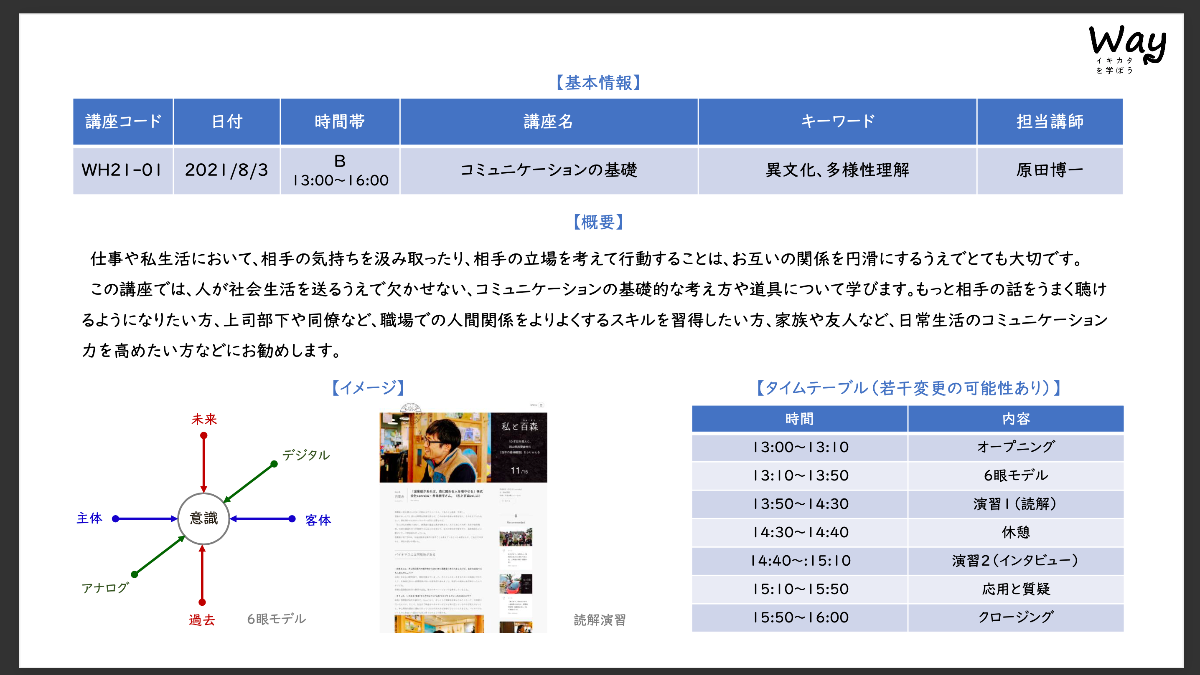 Way
イキカタ
を学ぼう
【基本情報】
講座コード 日付 時間帯 講座名 キーワード 担当講師
WH21-01 2021/8/3 B コミュニケーションの基礎 異文化、多様性理解 原田博一
13:00~16:00
【概要】
仕事や私生活において、相手の気持ちを汲み取ったり、相手の立場を考えて行動することは、お互いの関係を円滑にするうえでとても大切です。
この講座では、人が社会生活を送るうえで欠かせない、コミュニケーションの基礎的な考え方や道具について学びます。もっと相手の話をうまく聴け
るようになりたい方、上司部下や同僚など、職場での人間関係をよりよくするスキルを習得したい方、家族や友人など、日常生活のコミュニケーション
力を高めたい方などにお勧めします。
【イメージ】
未来
デジタル
主体
意識
客体
アナログ
過去
6眼モデル
私と百森
11/15
読解演習
【タイムテーブル(若干変更の可能性あり)】
時間 内容
13:00~13:10 オープニング
13:10~13:50 6眼モデル
13:50~14:30 演習1(読解)
14:30~14:40 休憩
14:40~:15:10 演習2(インタビュー)
15:10~15:50 応用と質疑
15:50~16:00 クロージング